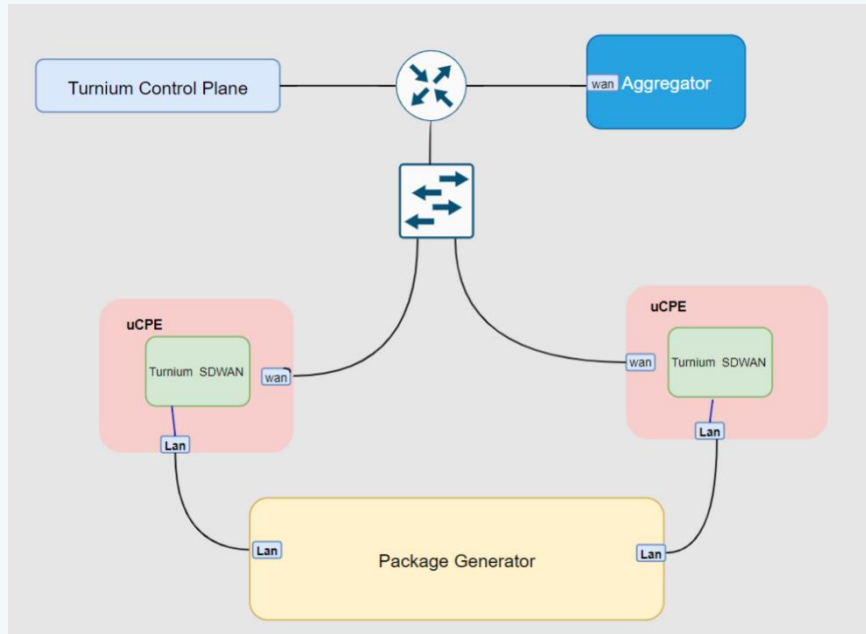 Turnium Control Plane
wan
Aggregator
uCPE
Turnium SDWAN
wan
Lan
uCPE
Turnium SDWAN
wan
Lan
Lan
Package Generator
Lan